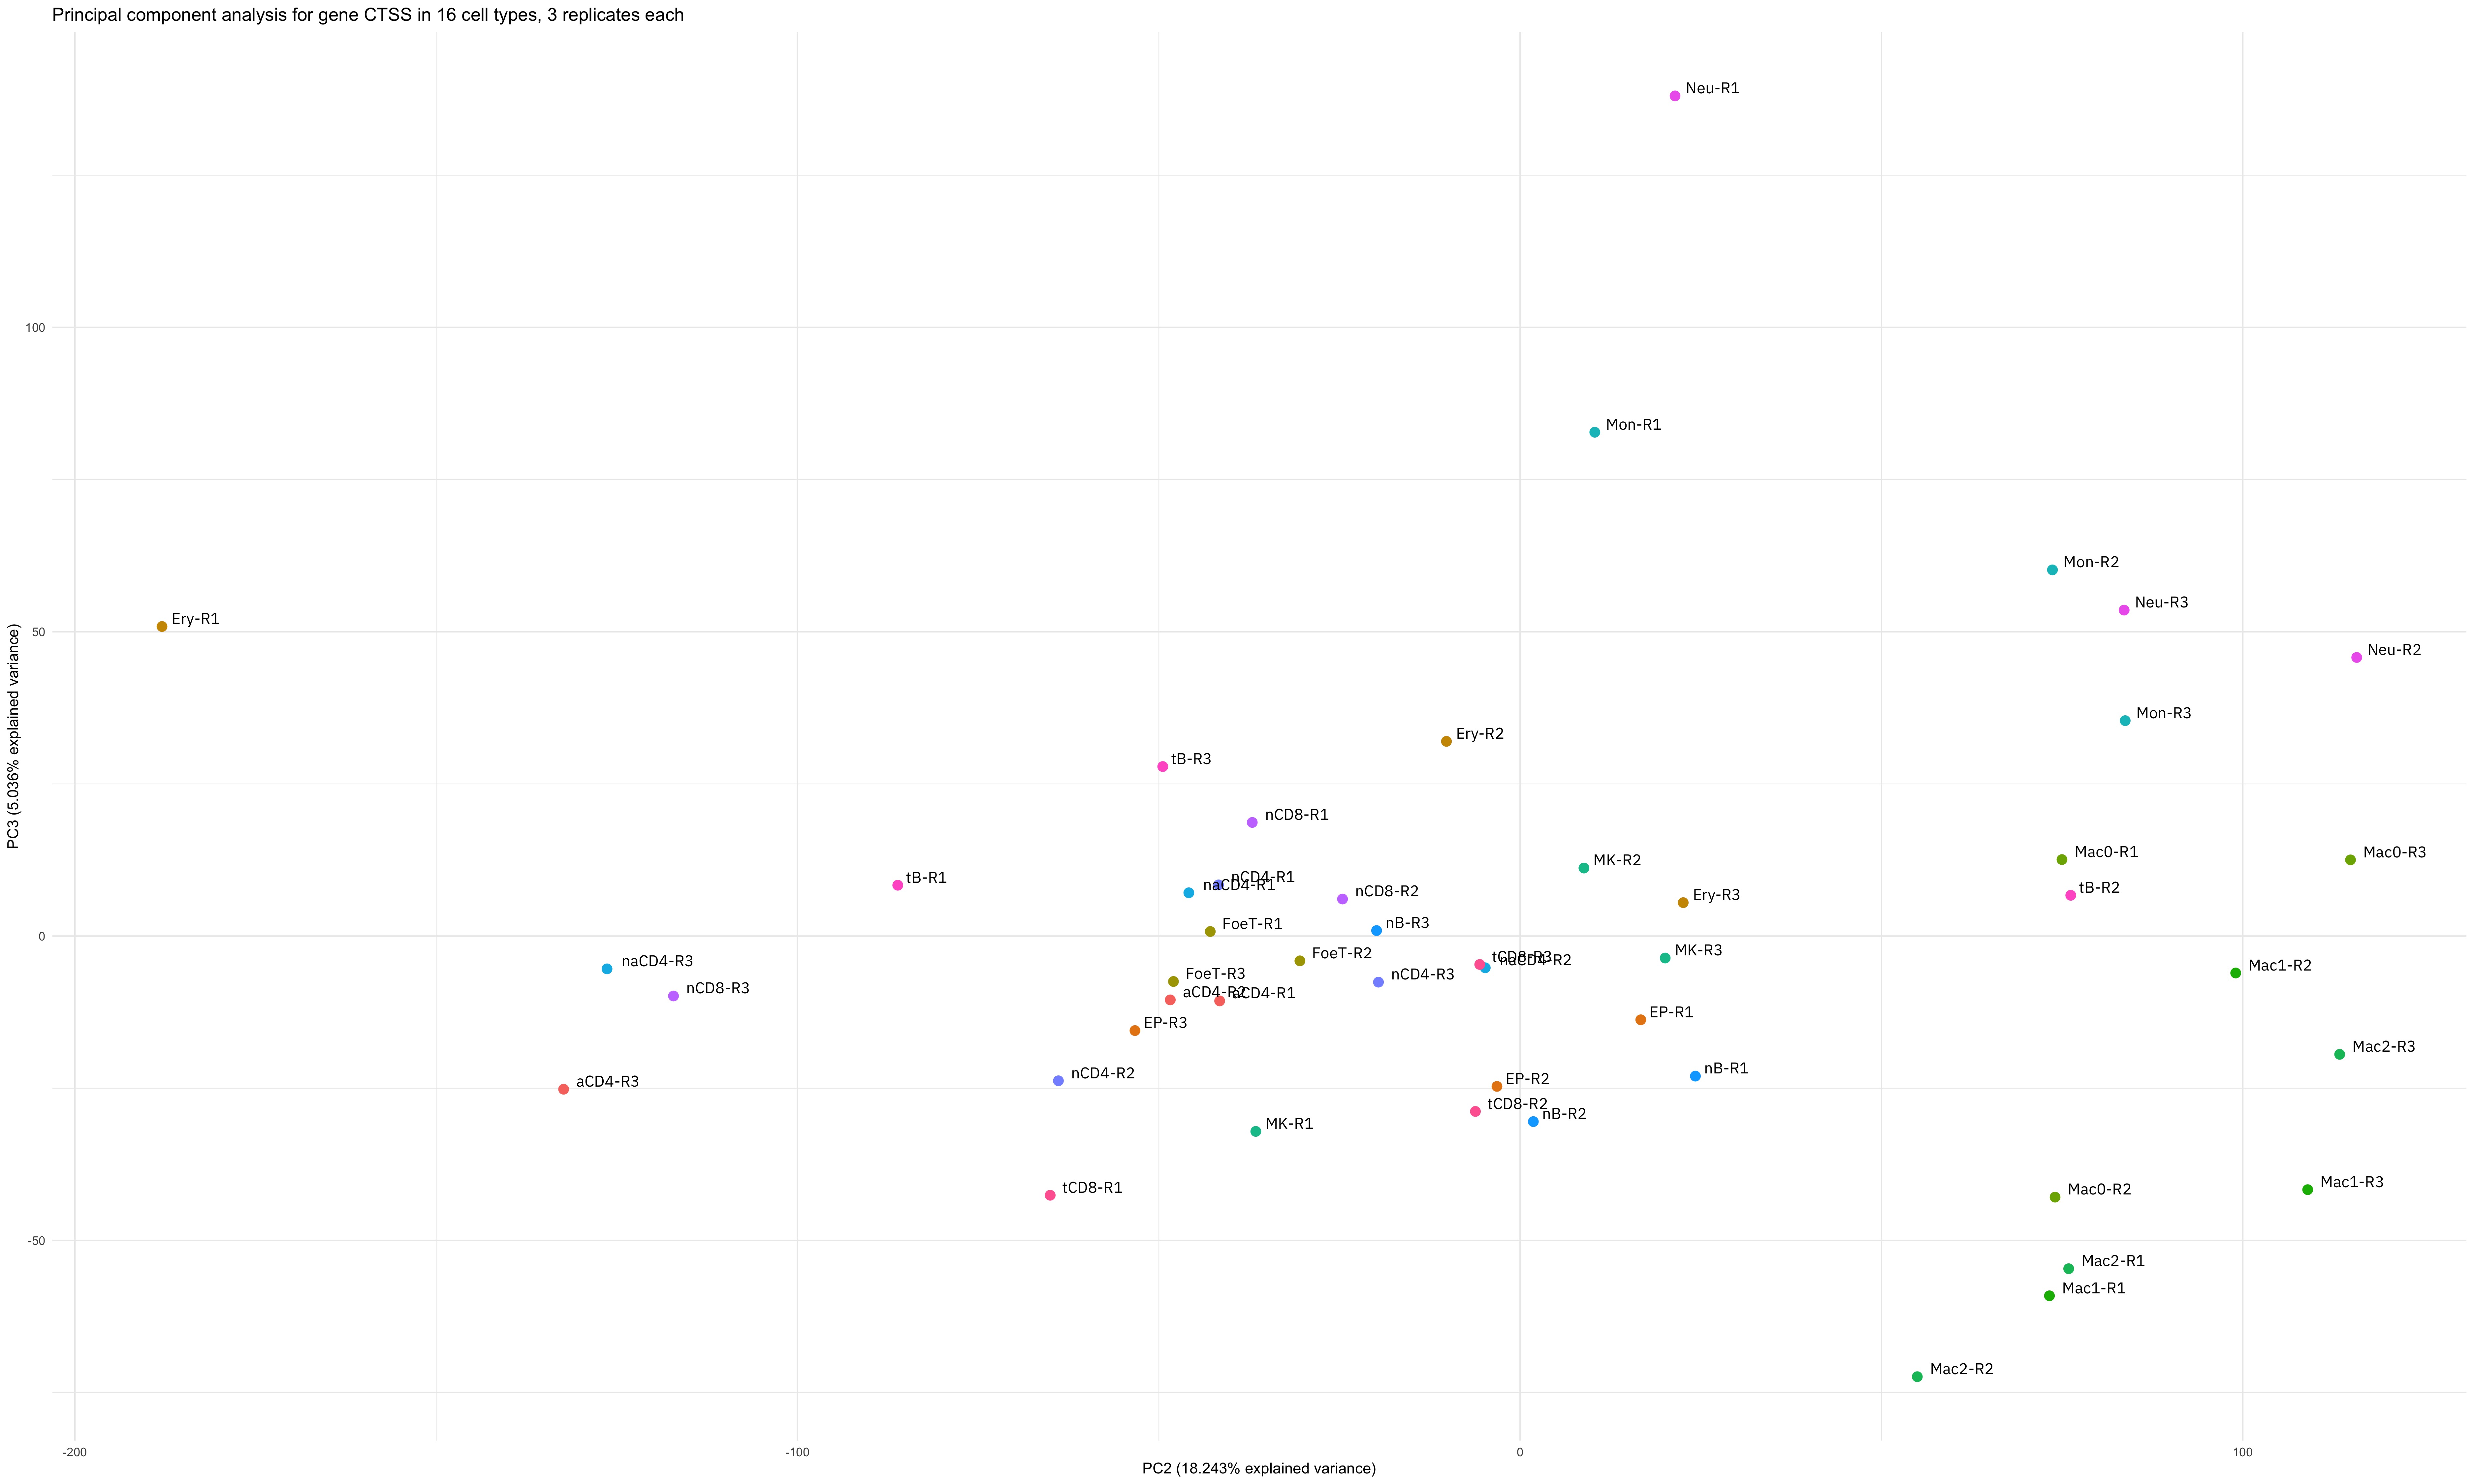 Principal component analysis for gene CTSS in 16 cell types, 3 replicates each
Neu-R1
100
Mon-R1
Mon-R2
Neu-R3
Ery-R1
50
Neu-R2
Mon-R3
Ery-R2
tB-R3
nCD8-R1
MK-R2
Mac0-R1
Mac0-R3
tB-R1
nCD4-R1
naCD4-R1
nCD8-R2
tB-R2
Ery-R3
FoeT-R1
nB-R3
0
FoeT-R2
tCD8-R3
naCD4-R2
MK-R3
naCD4-R3
Mac1-R2
FoeT-R3
nCD4-R3
nCD8-R3
aCD4-R2
aCD4-R1
EP-R3
EP-R1
Mac2-R3
nCD4-R2
nB-R1
aCD4-R3
EP-R2
tCD8-R2
nB-R2
MK-R1
tCD8-R1
Mac0-R2
Mac1-R3
-50
Mac2-R1
Mac1-R1
Mac2-R2
-200
-100
0
100
PC2 (18.243% explained variance)
PC3 (5.036% explained variance)